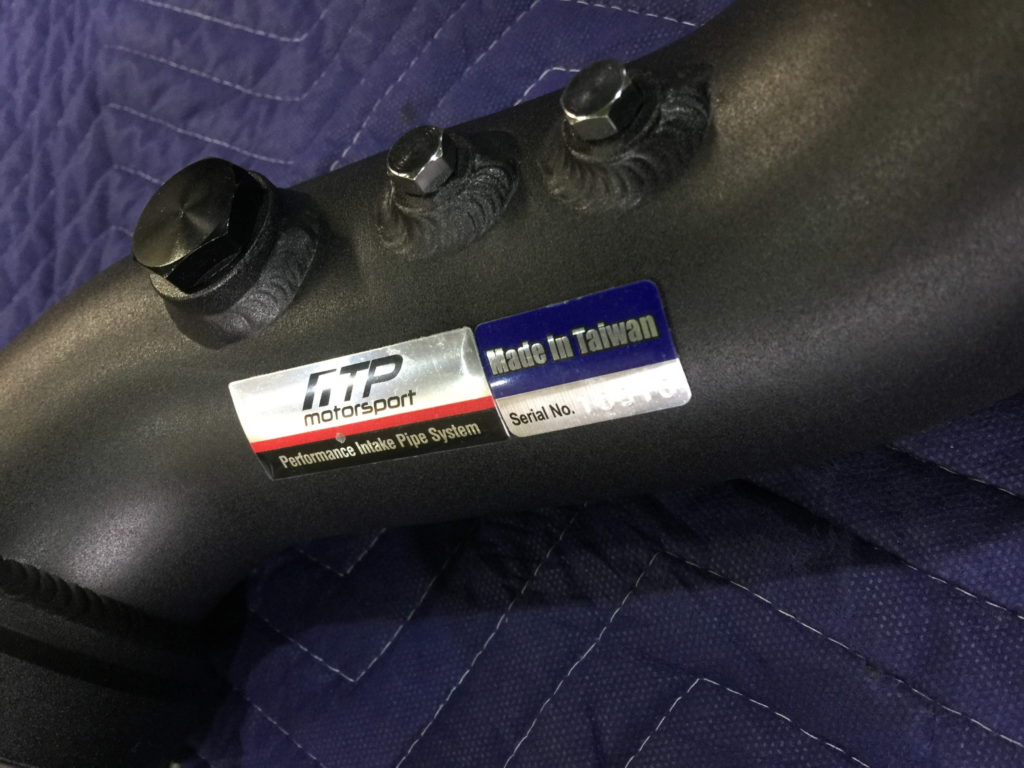 FTP
motorsport
Performance Intake Pipe System
Made In Taiwan
Serial No.